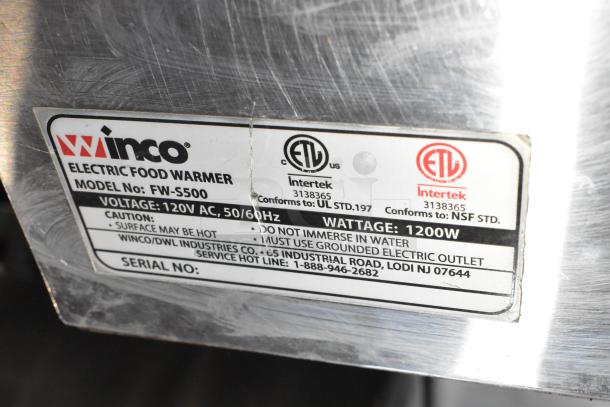 Winco®
ELECTRIC FOOD WARMER
MODEL No: FW-S500
C ETL US
Intertek
3138365
Conforms to: UL STD.197
ETL
Intertek
3138365
Conforms to: NSF STD.
VOLTAGE: 120V AC, 50/60Hz WATTAGE: 1200W
CAUTION: • DO NOT IMMERSE IN WATER
• SURFACE MAY BE HOT • MUST USE GROUNDED ELECTRIC OUTLET
WINCO/DWL INDUSTRIES CO. • 65 INDUSTRIAL ROAD, LODI NJ 07644
SERVICE HOT LINE: 1-888-946-2682
SERIAL NO: